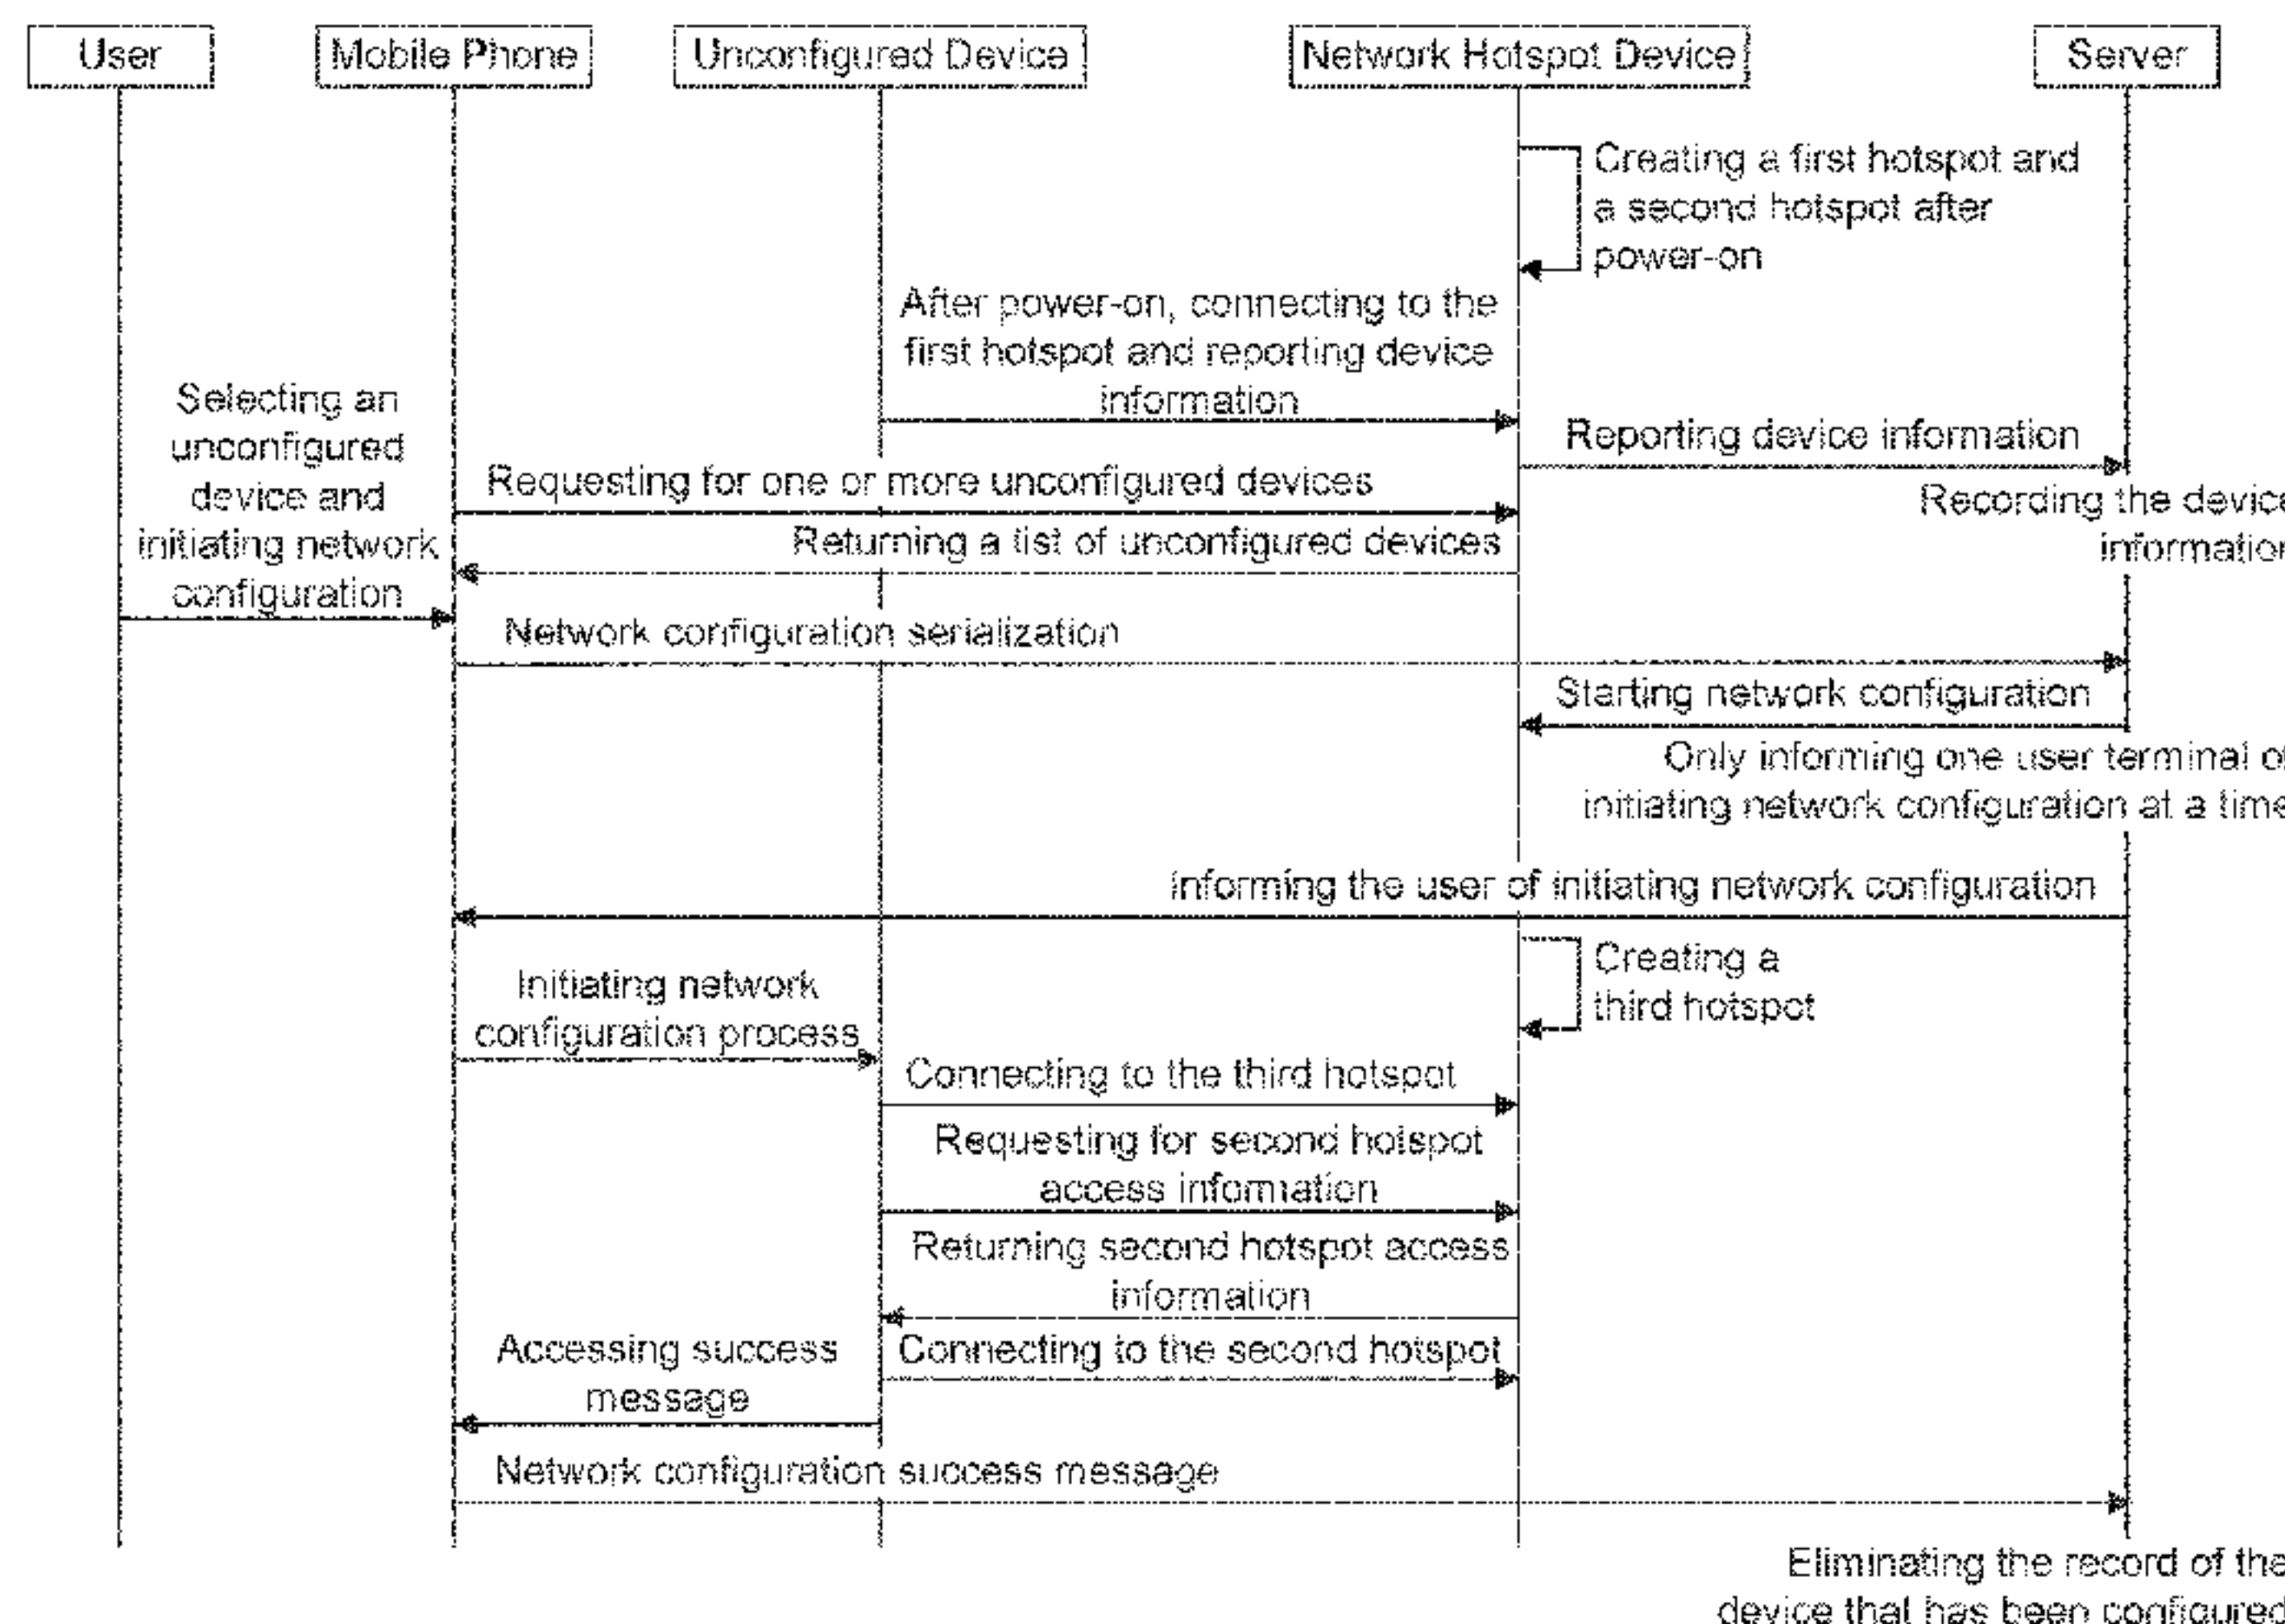 User
Mobile Phone
Unconfigured Device
Network Hotspot Device
Server
Creating a first hotspot and
a second hotspot after
power-on
After power-on, connecting to the
first hotspot and reporting device
information
Selecting an
unconfigured
device and
initiating network
configuration
Reporting device information
Requesting for one or more unconfigured devices
Recording the device
information
Returning a list of unconfigured devices
Network configuration serialization
Starting network configuration
Only informing one user terminal of
initiating network configuration at a time
Informing the user of initiating network configuration
Creating a
third hotspot
Initiating network
configuration process
Connecting to the third hotspot
Requesting for second hotspot
access information
Returning second hotspot access
information
Accessing success
message
Connecting to the second hotspot
Network configuration success message
Eliminating the record of the
device that has been configured